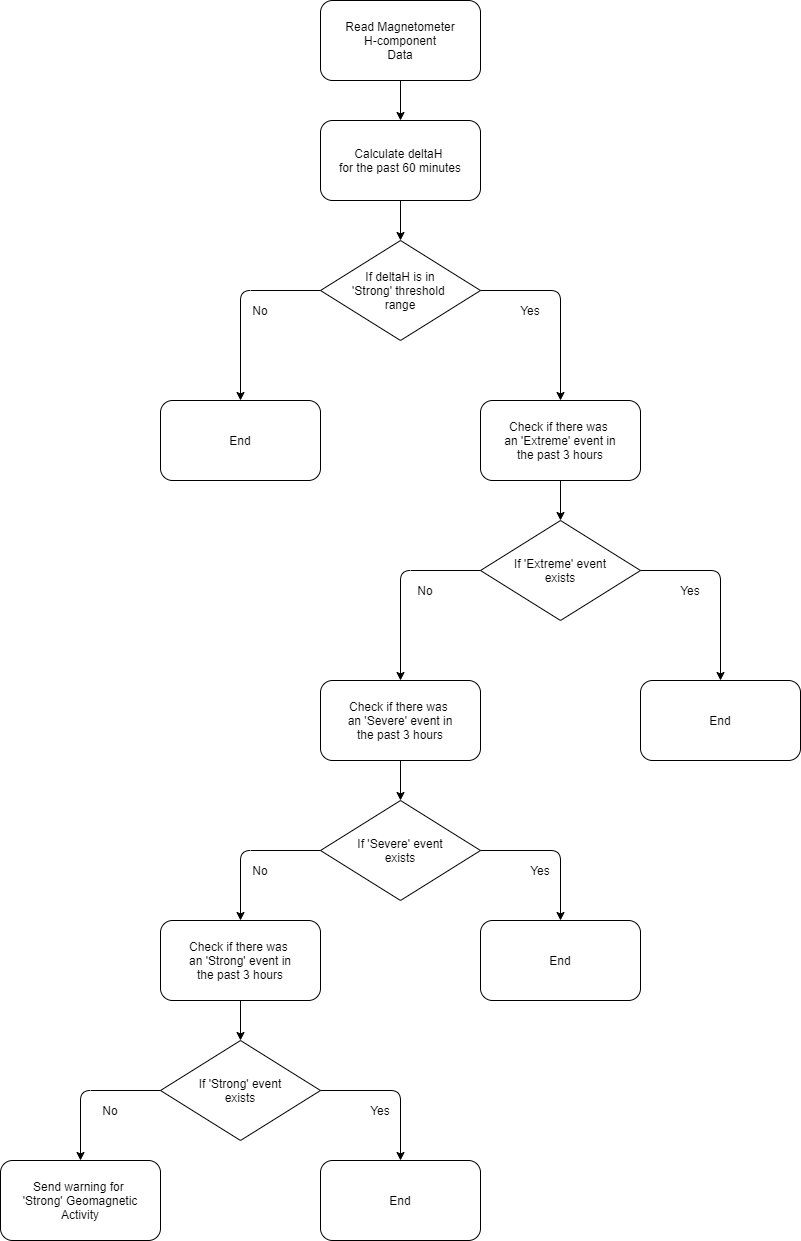 Read Magnetometer
H-component
Data
Calculate deltaH
for the past 60 minutes
If deltaH is in
'Strong' threshold
range
No
Yes
End
Check if there was
an 'Extreme' event in
the past 3 hours
If 'Extreme' event
exists
No
Yes
Check if there was
an 'Severe' event in
the past 3 hours
End
If 'Severe' event
exists
No
Yes
Check if there was
an 'Strong' event in
the past 3 hours
End
If 'Strong' event
exists
No
Yes
Send warning for
'Strong' Geomagnetic
Activity
End